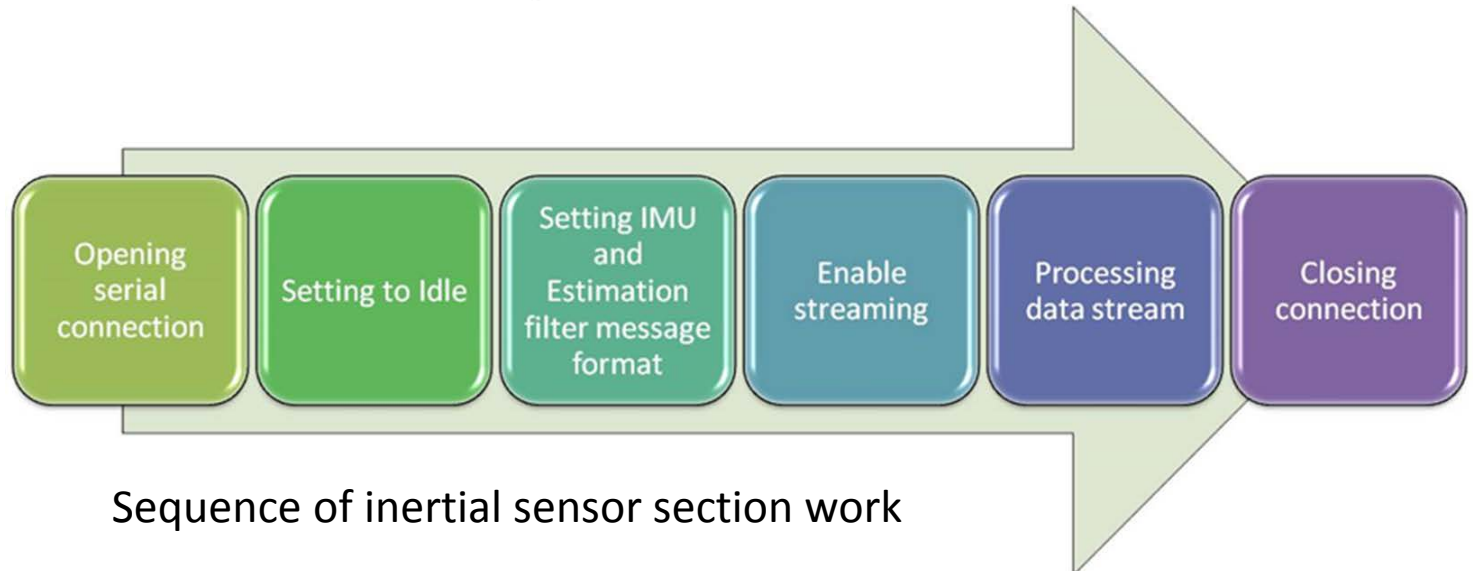 Opening
serial
connection
Setting to Idle
Setting IMU
and
Estimation
filter message
format
Enable
streaming
Processing
data stream
Closing
connection
Sequence of inertial sensor section work